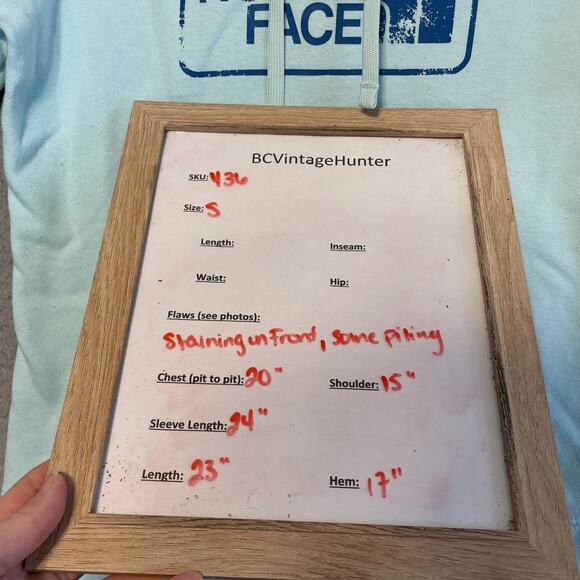 FACE
BCVintageHunter
SKU: 436
Size: S
Length: Inseam:
Waist: Hip:
Flaws (see photos):
Staining on Front, some piling
Chest (pit to pit): 20" Shoulder: 15"
Sleeve Length: 24"
Length: 23" Hem: 17"